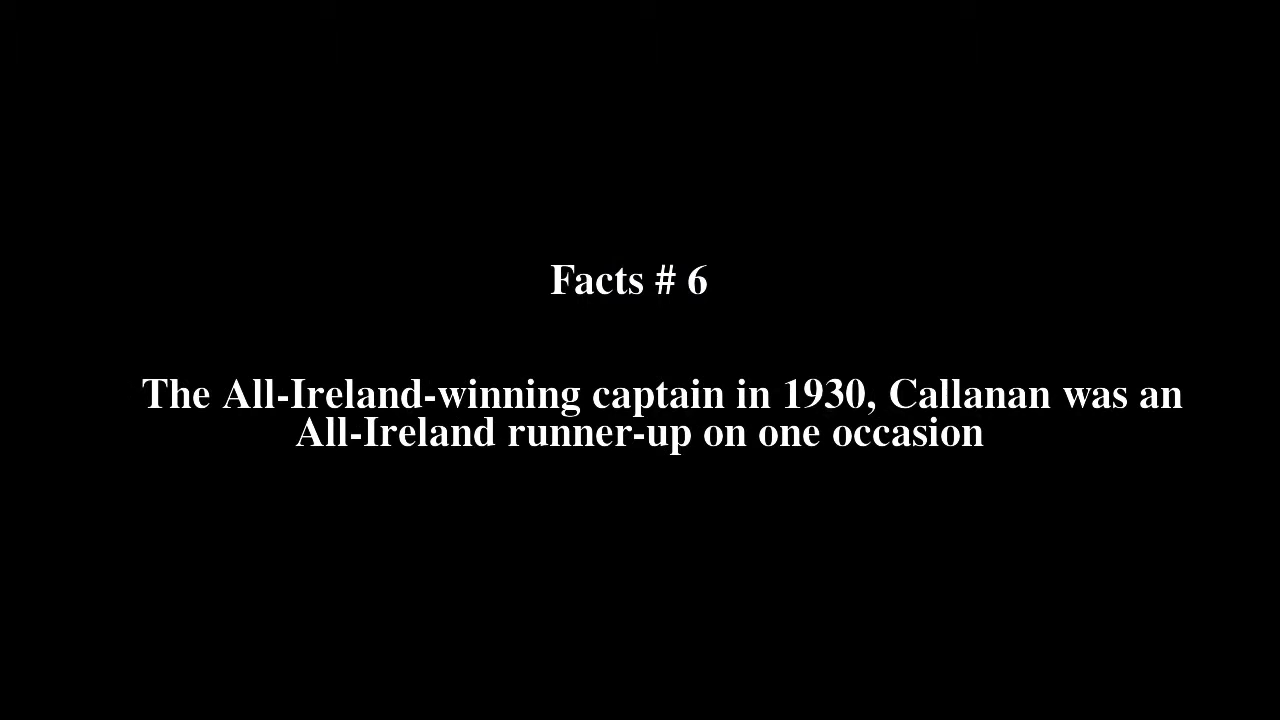 Facts # 6
The All-Ireland-winning captain in 1930, Callanan was an
All-Ireland runner-up on one occasion